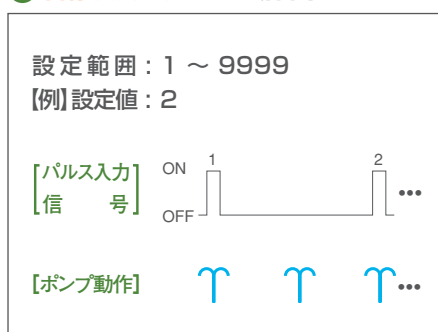 設定範囲：1 ～ 9999
【例】設定値：2
1 2
[パルス入力 信 号] ON
OFF
•••
[ポンプ動作] •••